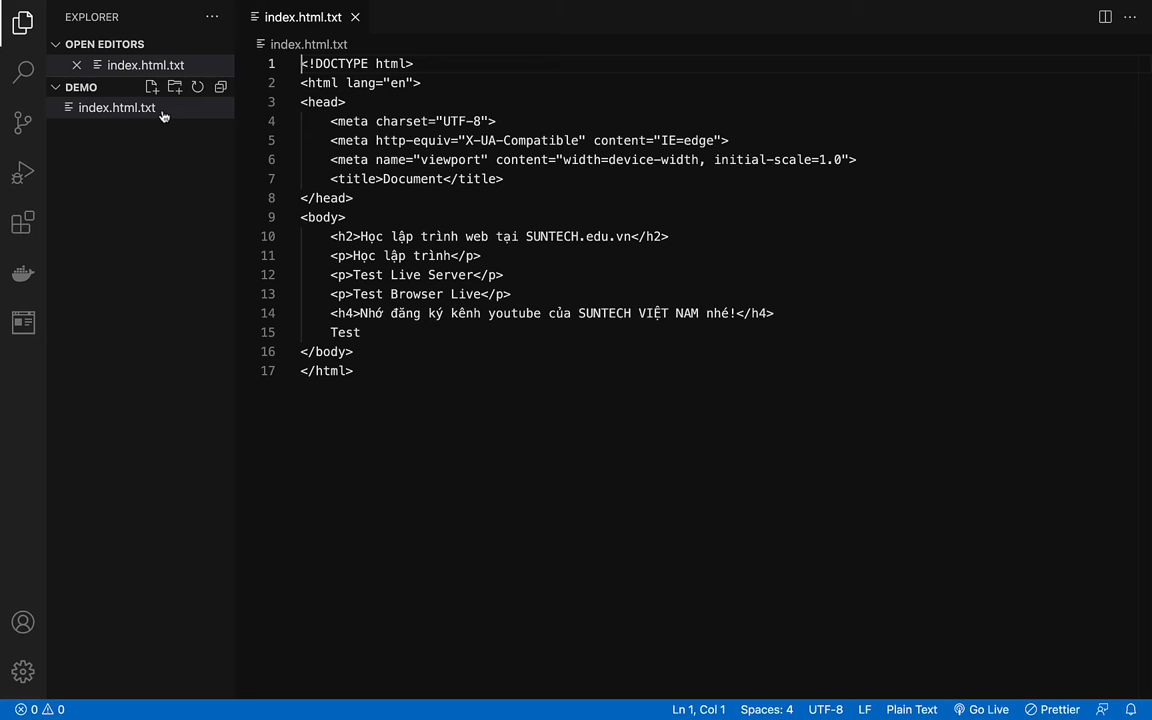 EXPLORER
OPEN EDITORS
index.html.txt
DEMO
index.html.txt
index.html.txt
index.html.txt
1 <!DOCTYPE html>
2 <html lang="en">
3 <head>
4 <meta charset="UTF-8">
5 <meta http-equiv="X-UA-Compatible" content="IE=edge">
6 <meta name="viewport" content="width=device-width, initial-scale=1.0">
7 <title>Document</title>
8 </head>
9 <body>
10 <h2>Học lập trình web tại SUNTECH.edu.vn</h2>
11 <p>Học lập trình</p>
12 <p>Test Live Server</p>
13 <p>Test Browser Live</p>
14 <h4>Nhớ đăng ký kênh youtube của SUNTECH VIỆT NAM nhé!</h4>
15 Test
16 </body>
17 </html>
0 0 Ln 1, Col 1 Spaces: 4 UTF-8 LF Plain Text Go Live Prettier